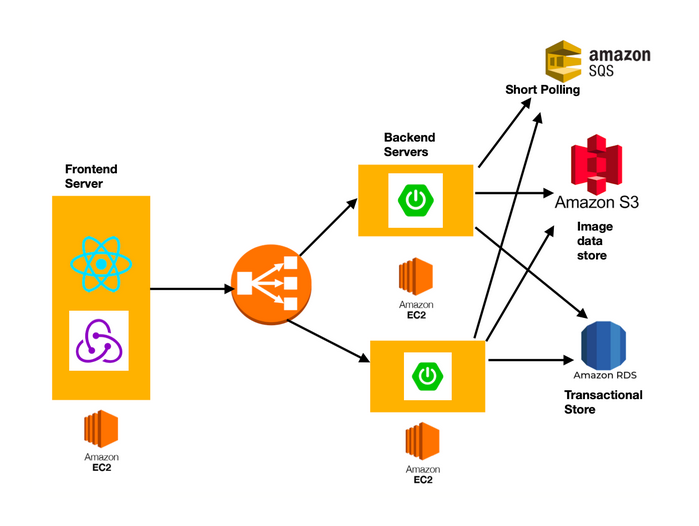 amazon
SQS
Short Polling
Backend
Servers
Frontend
Server
Amazon S3
Image
data
store
Amazon
EC2
Amazon RDS
Transactional
Store
Amazon
EC2
Amazon
EC2